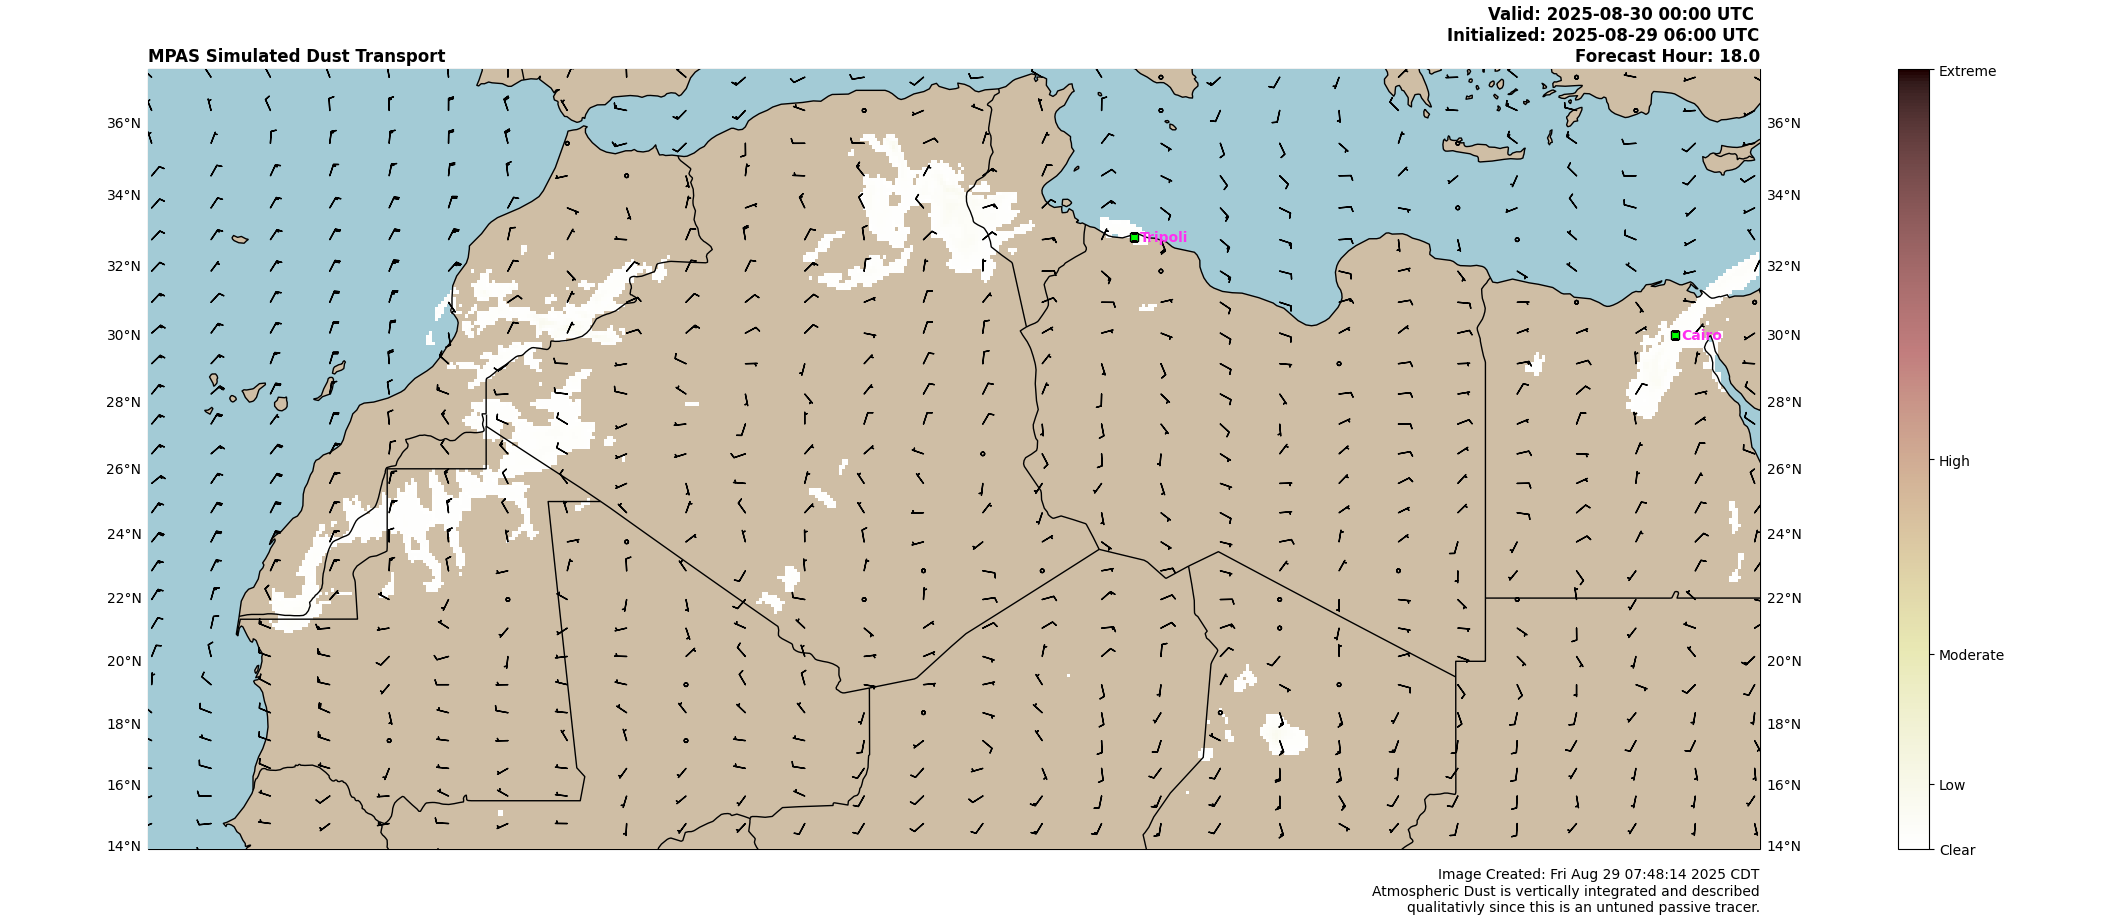 Valid: 2025-08-30 00:00 UTC
Initialized: 2025-08-29 06:00 UTC
MPAS Simulated Dust Transport
Forecast Hour: 18.0
Extreme
36°N
36°N
34°N
34°N
Tripoli
32°N
32°N
30°N
Cairo
30°N
28°N
28°N
High
26°N
26°N
24°N
24°N
22°N
22°N
Moderate
20°N
20°N
18°N
18°N
16°N
16°N
Low
14°N
14°N
Clear
Image Created: Fri Aug 29 07:48:14 2025 CDT
Atmospheric Dust is vertically integrated and described
qualitativly since this is an untuned passive tracer.